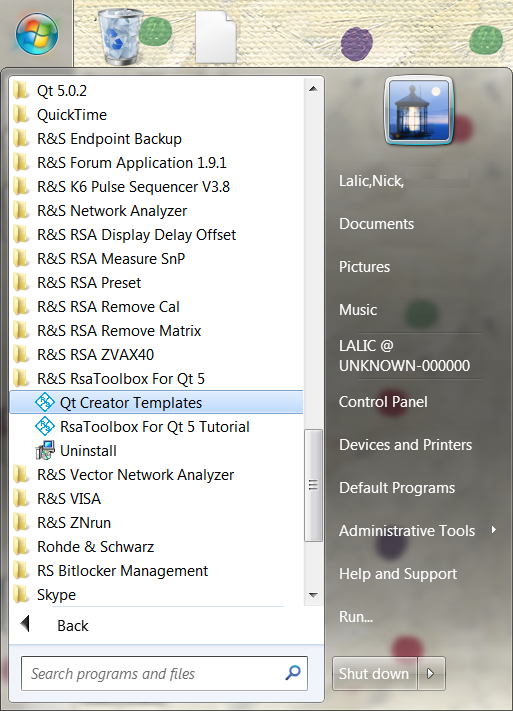 Qt 5.0.2
QuickTime
R&S Endpoint Backup
R&S Forum Application 1.9.1
R&S K6 Pulse Sequencer V3.8
R&S Network Analyzer
R&S RSA Display Delay Offset
R&S RSA Measure SnP
R&S RSA Preset
R&S RSA Remove Cal
R&S RSA Remove Matrix
R&S RSA ZVAX40
R&S RsaToolbox For Qt 5
Qt Creator Templates
RsaToolbox For Qt 5 Tutorial
Uninstall
R&S Vector Network Analyzer
R&S VISA
R&S ZNrun
Rohde & Schwarz
RS Bitlocker Management
Skype
Back
Search programs and files
Lalic,Nick,
Documents
Pictures
Music
LALIC @
UNKNOWN-000000
Control Panel
Devices and Printers
Default Programs
Administrative Tools
Help and Support
Run...
Shut down